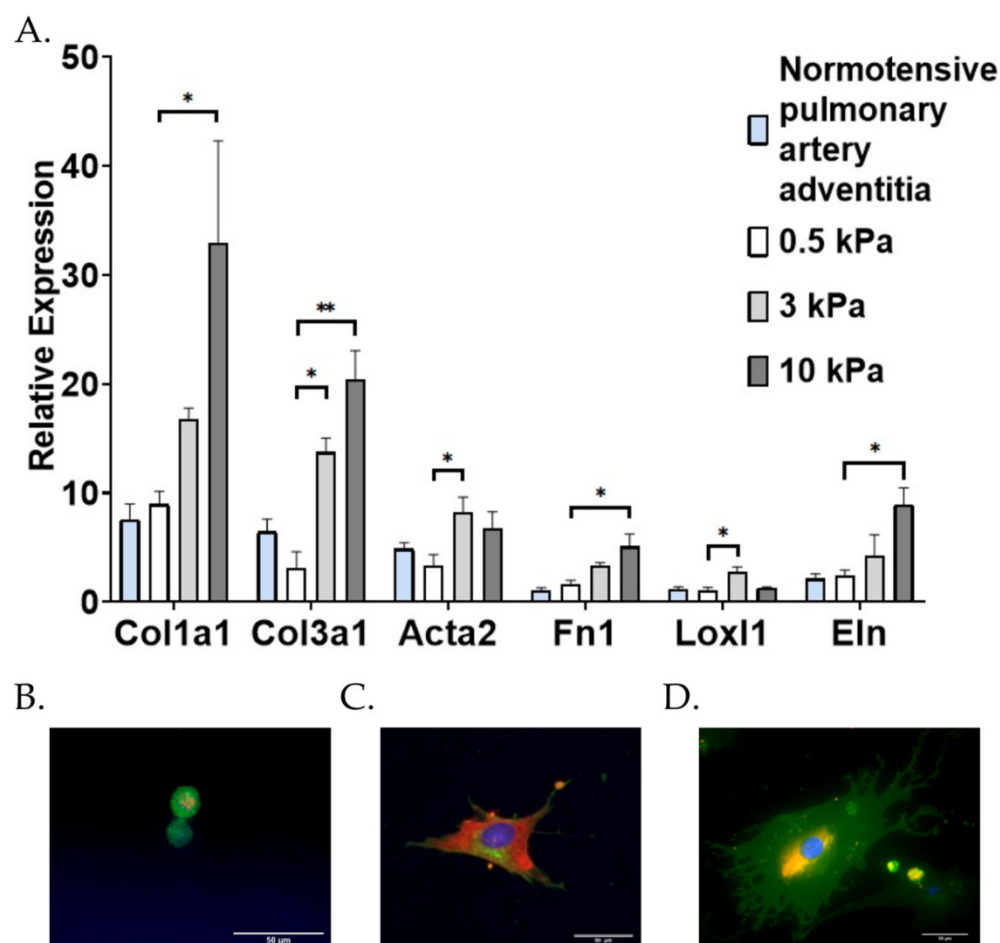 A.
50
40
30
20
10
0
Relative Expression
*
*
**
*
*
*
*
Normotensive
pulmonary
artery
adventitia
0.5 kPa
3 kPa
10 kPa
Col1a1 Col3a1 Acta2 Fn1 Loxl1 Eln
B. C. D.
50 µm